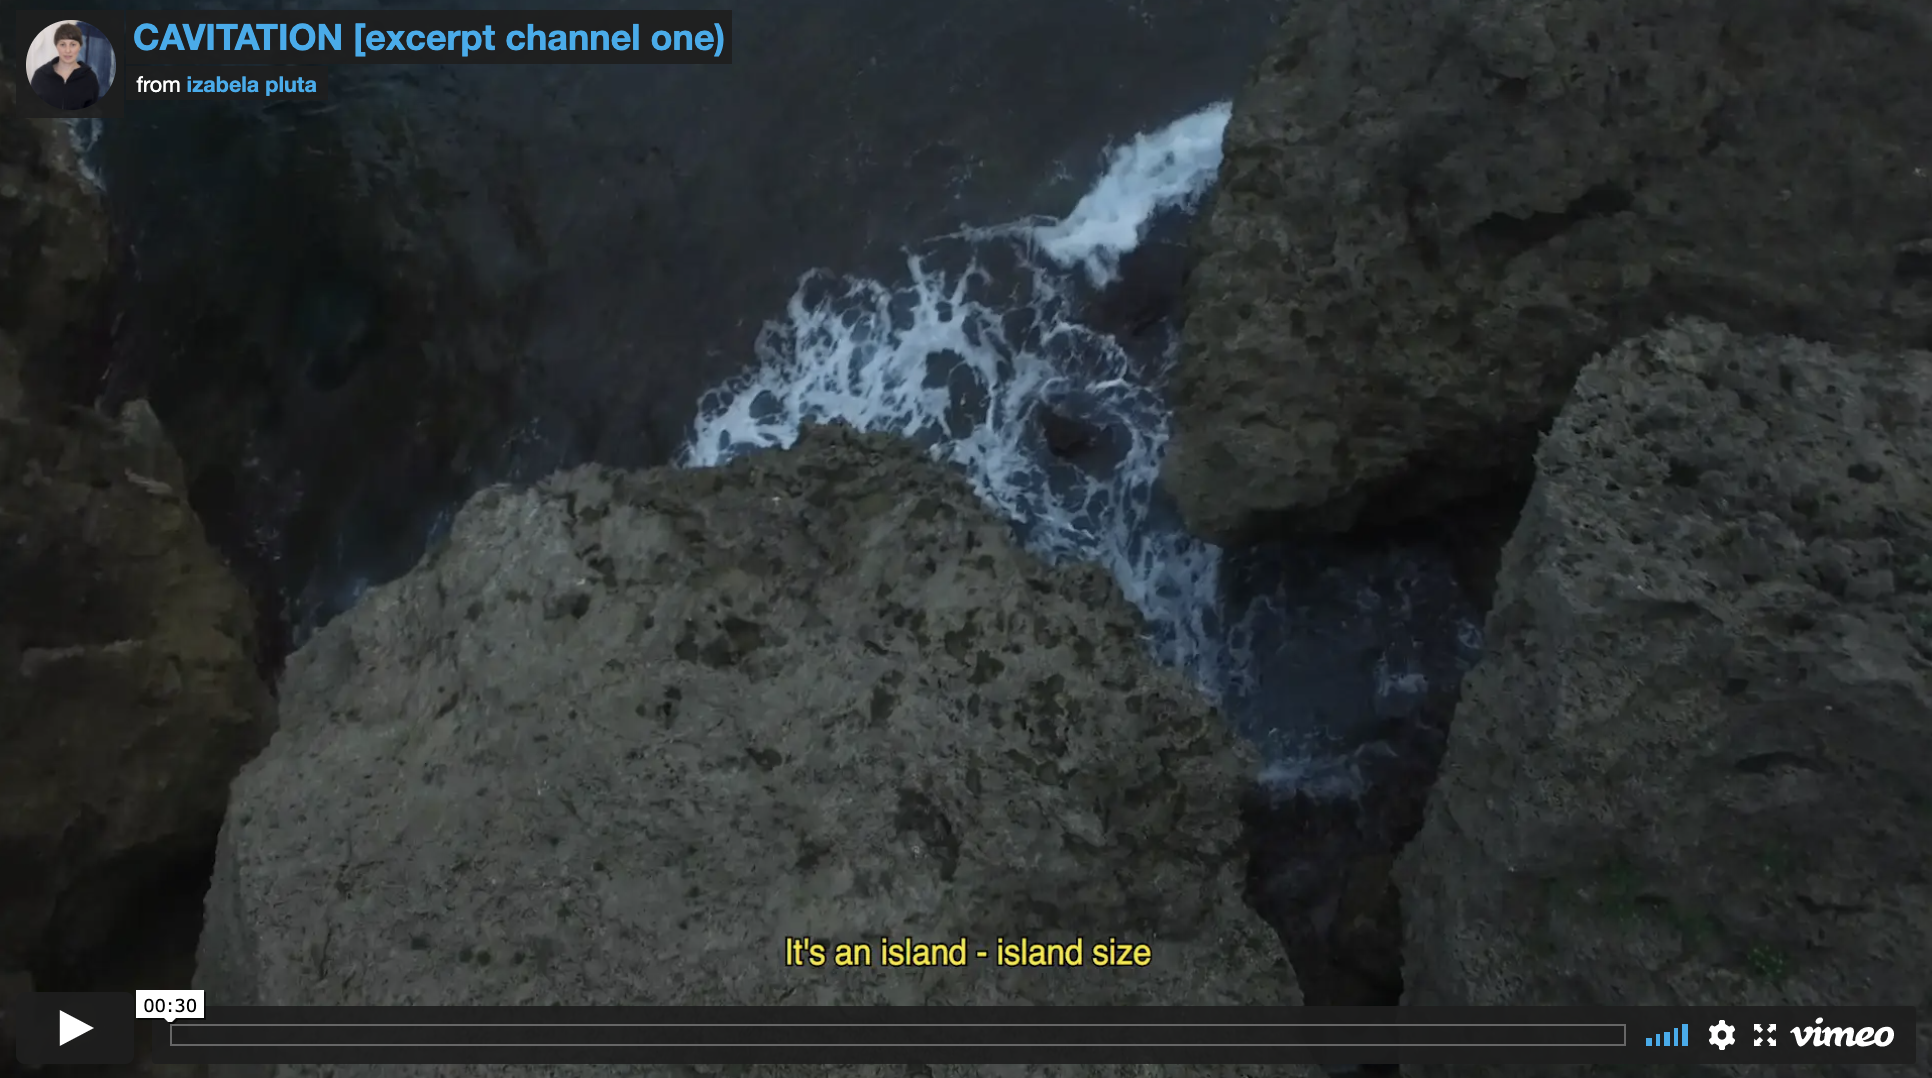 CAVITATION [excerpt channel one)
from izabela pluta
It's an island - island size
00:30
vimeo